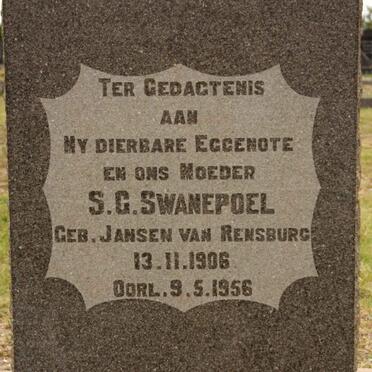 TER GEDAGTENIS
AAN
MY DIERBARE EGGENOTE
EN ONS MOEDER
S.G. SWANEPOEL
GEB. JANSEN VAN RENSBURG
13.11.1906
OORL. 9.5.1956